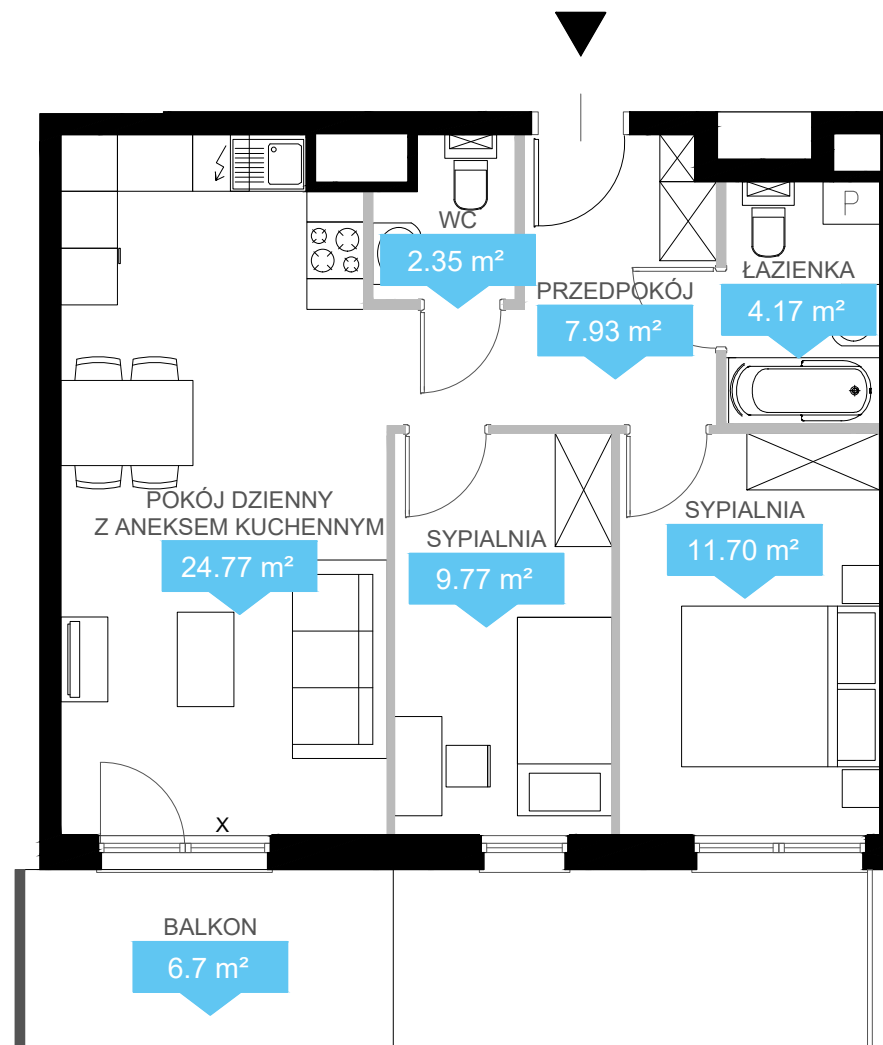 WC
2.35 m²
P
ŁAZIENKA
4.17 m²
PRZEDPOKÓJ
7.93 m²
POKÓJ DZIENNY
Z ANEKSEM KUCHENNYM
24.77 m²
SYPIALNIA
9.77 m²
SYPIALNIA
11.70 m²
X
BALKON
6.7 m²